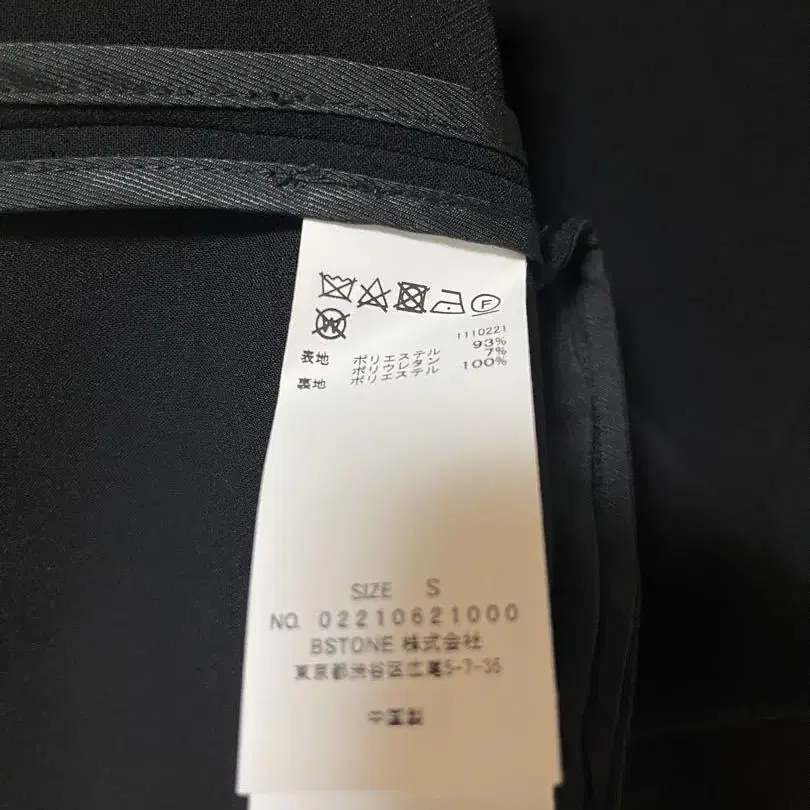 F
W
1110221
表地 ポリエステル 93%
ポリウレタン 7%
裏地 ポリエステル 100%
SIZE S
NO. 02210621000
BSTONE 株式会社
東京都渋谷区広尾5-7-35
中国製